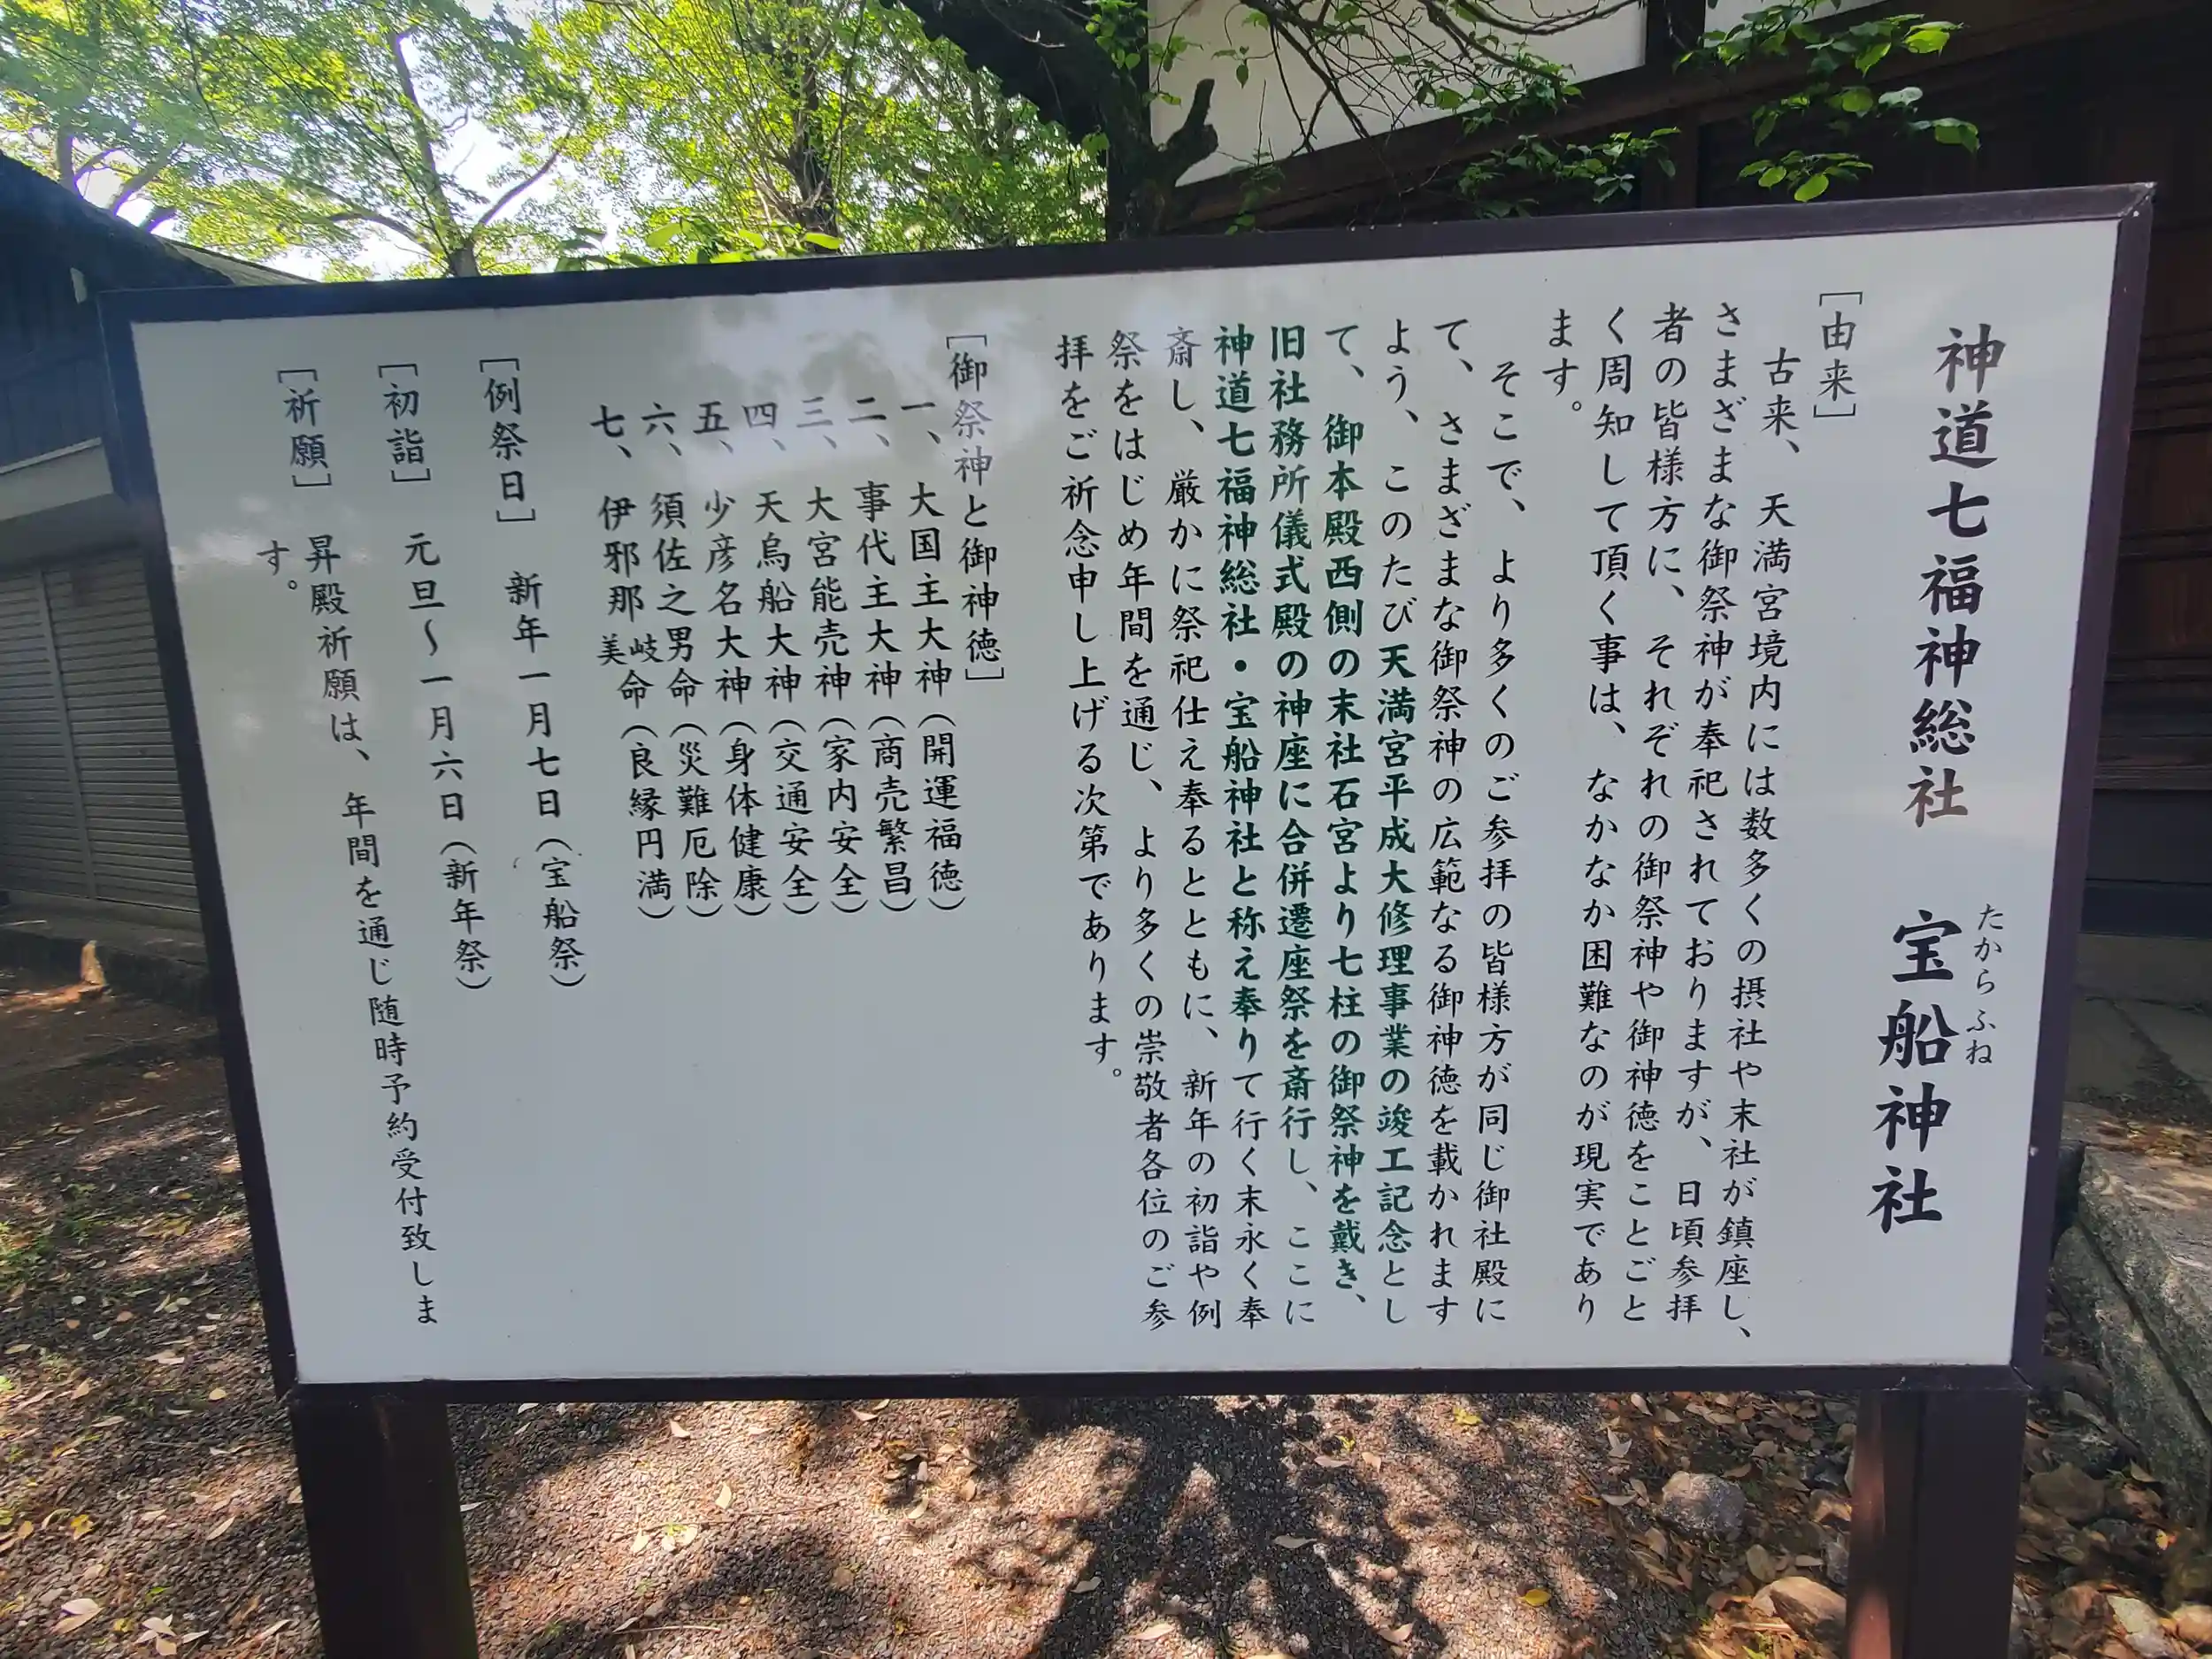 神道七福神総社　宝船神社
たからふね
［由来］
古来、天満宮境内には数多くの摂社や末社が鎮座し、
さまざまな御祭神が奉祀されておりますが、日頃参拝
者の皆様方に、それぞれの御祭神や御神徳をことごと
く周知して頂く事は、なかなか困難なのが現実であり
ます。
そこで、より多くのご参拝の皆様方が同じ御社殿に
て、さまざまな御祭神の広範なる御神徳を載かれます
よう、このたび天満宮平成大修理事業の竣工記念とし
て、御本殿西側の末社石宮より七柱の御祭神を戴き、
旧社務所儀式殿の神座に合併遷座祭を斎行し、ここに
神道七福神総社・宝船神社と称え奉りて行く末永く奉
斎し、厳かに祭祀仕え奉るとともに、新年の初詣や例
祭をはじめ年間を通じ、より多くの崇敬者各位のご参
拝をご祈念申し上げる次第であります。
［御祭神と御神徳］
一、大国主大神（開運福徳）
二、事代主大神（商売繁昌）
三、大宮能売神（家内安全）
四、天鳥船大神（交通安全）
五、少彦名大神（身体健康）
六、須佐之男命（災難厄除）
七、伊邪那岐美命（良縁円満）
［例祭日］　新年一月七日（宝船祭）
［初詣］　元旦〜一月六日（新年祭）
［祈願］　昇殿祈願は、年間を通じ随時予約受付致しま
す。